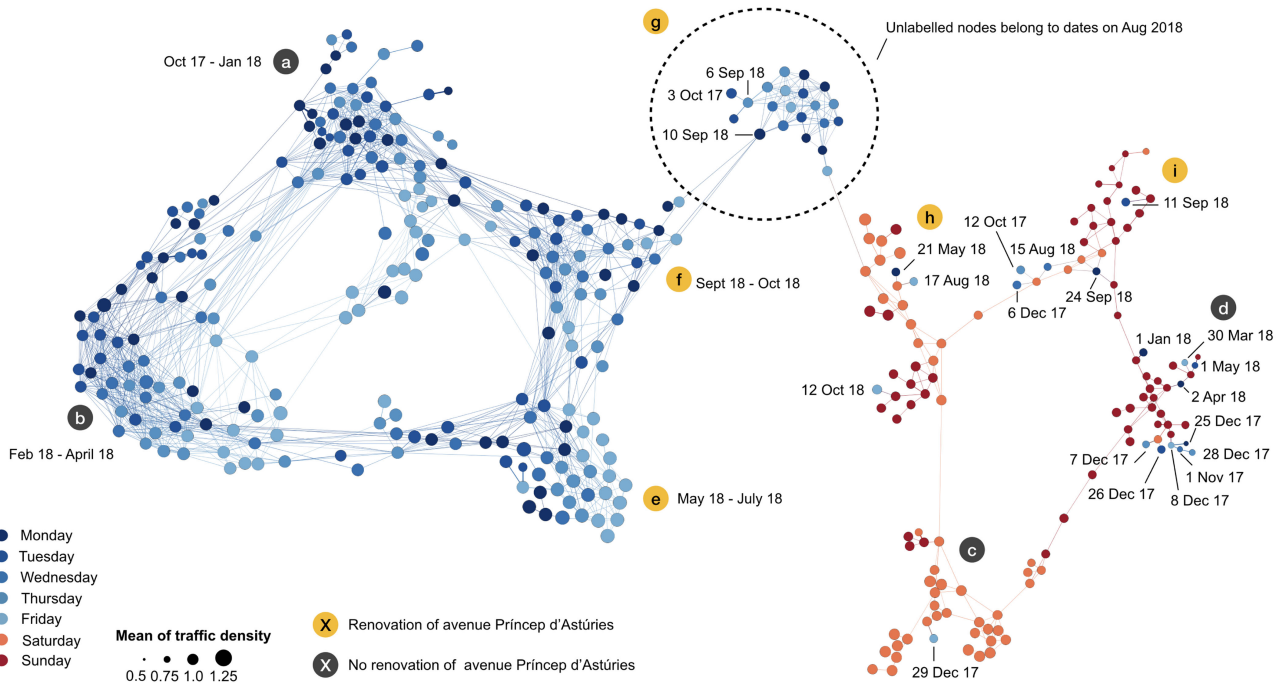 g
Unlabelled nodes belong to dates on Aug 2018
Oct 17 - Jan 18
a
6 Sep 18
3 Oct 17
10 Sep 18
i
11 Sep 18
h
12 Oct 17
21 May 18
15 Aug 18
17 Aug 18
f
Sept 18 - Oct 18
24 Sep 18
6 Dec 17
d
1 Jan 18
30 Mar 18
1 May 18
12 Oct 18
2 Apr 18
b
25 Dec 17
Feb 18 - April 18
7 Dec 17
28 Dec 17
1 Nov 17
26 Dec 17
8 Dec 17
e
May 18 - July 18
Monday
Tuesday
Wednesday
Thursday
Friday
Saturday
Sunday
c
Mean of traffic density
0.5 0.75 1.0 1.25
X Renovation of avenue Príncep d'Astúries
X No renovation of avenue Príncep d'Astúries
29 Dec 17